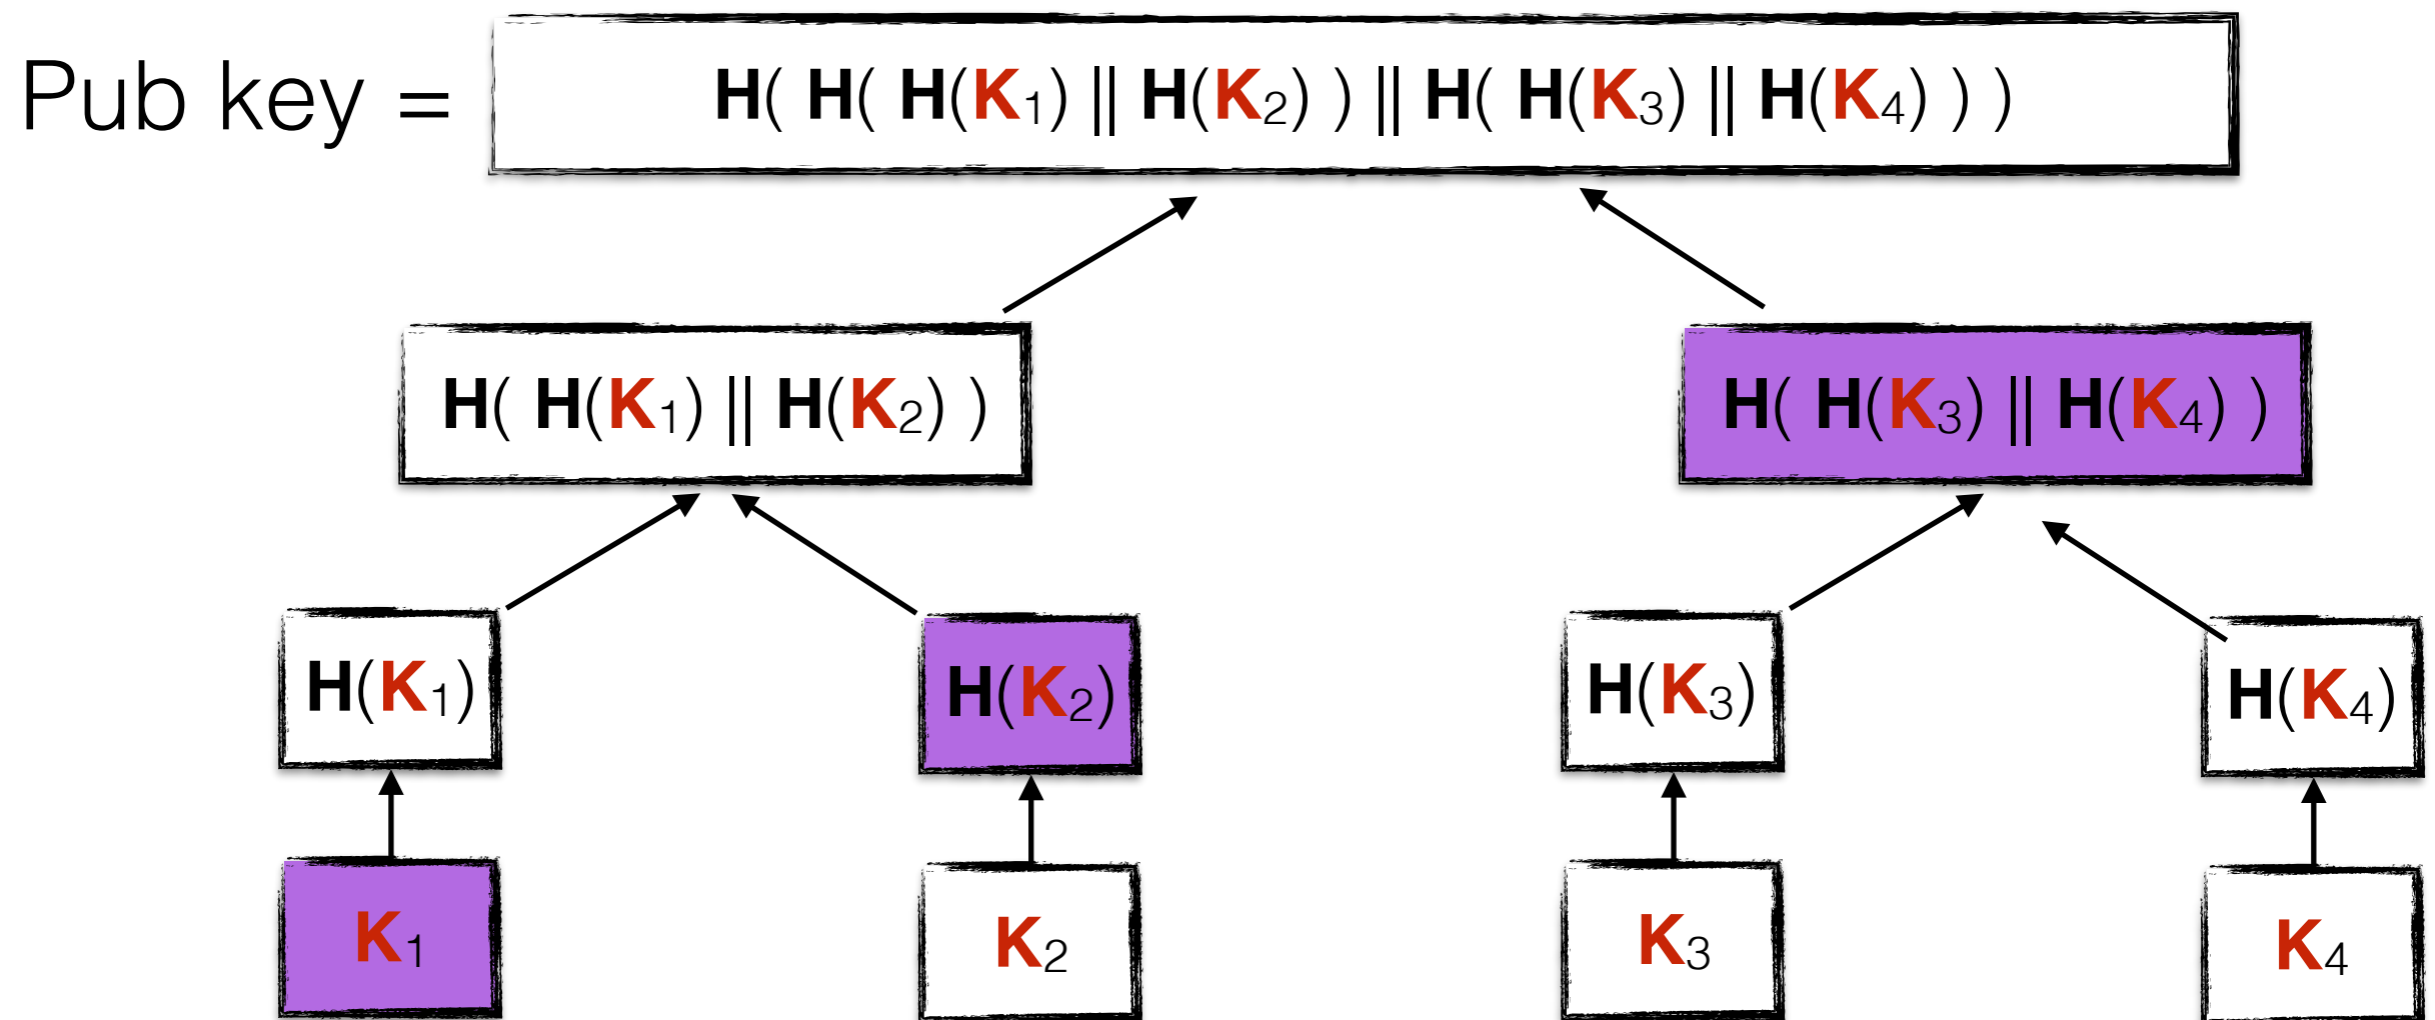 Pub key = H( H( H(K₁) || H(K₂) ) || H( H(K₃) || H(K₄) ) )
H( H(K₁) || H(K₂) ) H( H(K₃) || H(K₄) )
H(K₁) H(K₂) H(K₃) H(K₄)
K₁ K₂ K₃ K₄